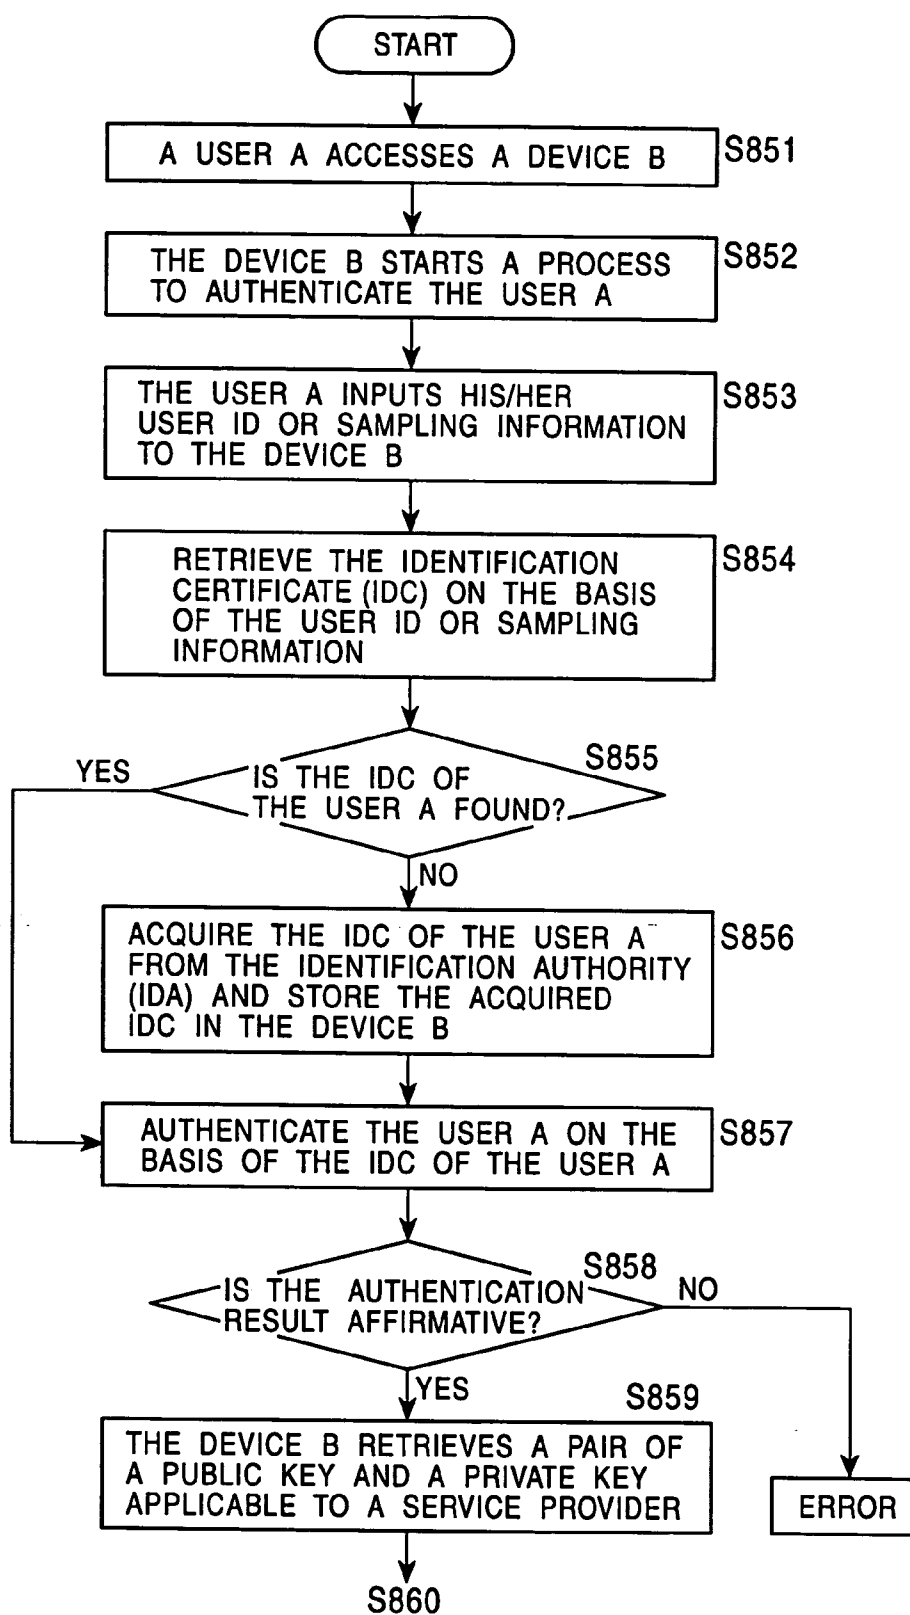 START
A USER A ACCESSES A DEVICE B
S851
THE DEVICE B STARTS A PROCESS
TO AUTHENTICATE THE USER A
S852
THE USER A INPUTS HIS/HER
USER ID OR SAMPLING INFORMATION
TO THE DEVICE B
S853
RETRIEVE THE IDENTIFICATION
CERTIFICATE (IDC) ON THE BASIS
OF THE USER ID OR SAMPLING
INFORMATION
S854
S855
YES
IS THE IDC OF
THE USER A FOUND?
NO
ACQUIRE THE IDC OF THE USER A
FROM THE IDENTIFICATION AUTHORITY
(IDA) AND STORE THE ACQUIRED
IDC IN THE DEVICE B
S856
AUTHENTICATE THE USER A ON THE
BASIS OF THE IDC OF THE USER A
S857
S858
IS THE AUTHENTICATION
RESULT AFFIRMATIVE?
NO
YES
S859
THE DEVICE B RETRIEVES A PAIR OF
A PUBLIC KEY AND A PRIVATE KEY
APPLICABLE TO A SERVICE PROVIDER
ERROR
S860